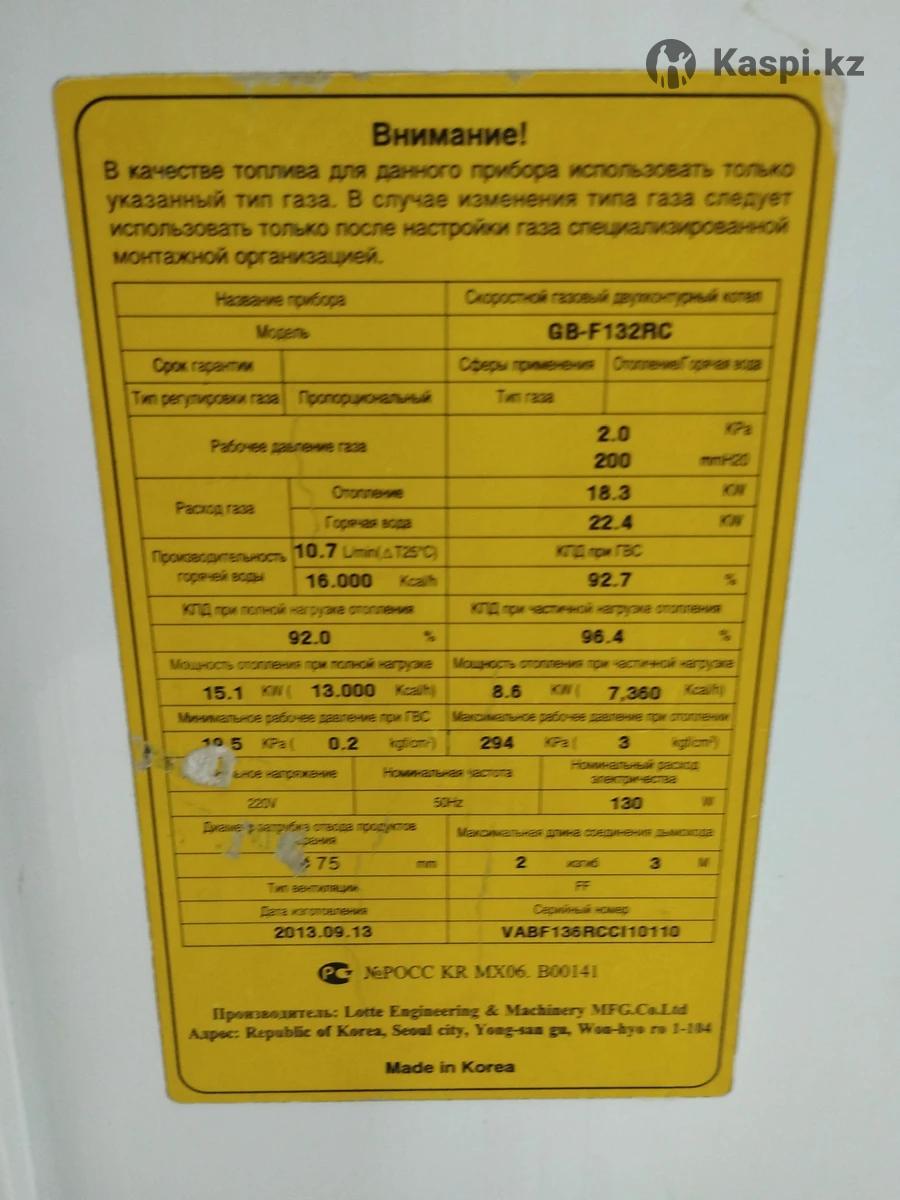 Kaspi.kz
Внимание!
В качестве топлива для данного прибора использовать только
указанный тип газа. В случае изменения типа газа следует
использовать только после настройки газа специализированной
монтажной организацией.
Название прибора Скоростной газовый двухконтурный котел
Модель GB-F132RC
Срок гарантии Сферы применения Отопление/Горячая вода
Тип регулировки газа Пропорциональный Тип газа
Рабочее давление газа 2.0 KPa
200 mmH20
Расход газа Отопление 18.3 KW
Горячая вода 22.4 KW
Производительность горячей воды 10.7 L/min(△T25°C) КПД при ГВС
16.000 Kcal/h 92.7 %
КПД при полной нагрузке отопления КПД при частичной нагрузке отопления
92.0 % 96.4 %
Мощность отопления при полной нагрузке Мощность отопления при частичной нагрузке
15.1 KW ( 13.000 Kcal/h) 8.6 KW ( 7,360 Kcal/h)
Минимальное рабочее давление при ГВС Максимальное рабочее давление при отоплении
19.5 KPa ( 0.2 kgf/cm²) 294 KPa ( 3 kgf/cm²)
Номинальная частота Номинальный расход
напряжение электричества
220V 50Hz 130 W
отвода продуктов Максимальная длина соединения дымохода
75 mm 2 изгиб 3 M
Тип вентиляции FF
Дата изготовления Серийный номер
2013.09.13 VABF136RCCI10110
РС №РОСС KR MX06. B00141
Производитель: Lotte Engineering & Machinery MFG.Co.Ltd
Адрес: Republic of Korea, Seoul city, Yong-san gu, Won-hyo ro 1-104
Made in Korea